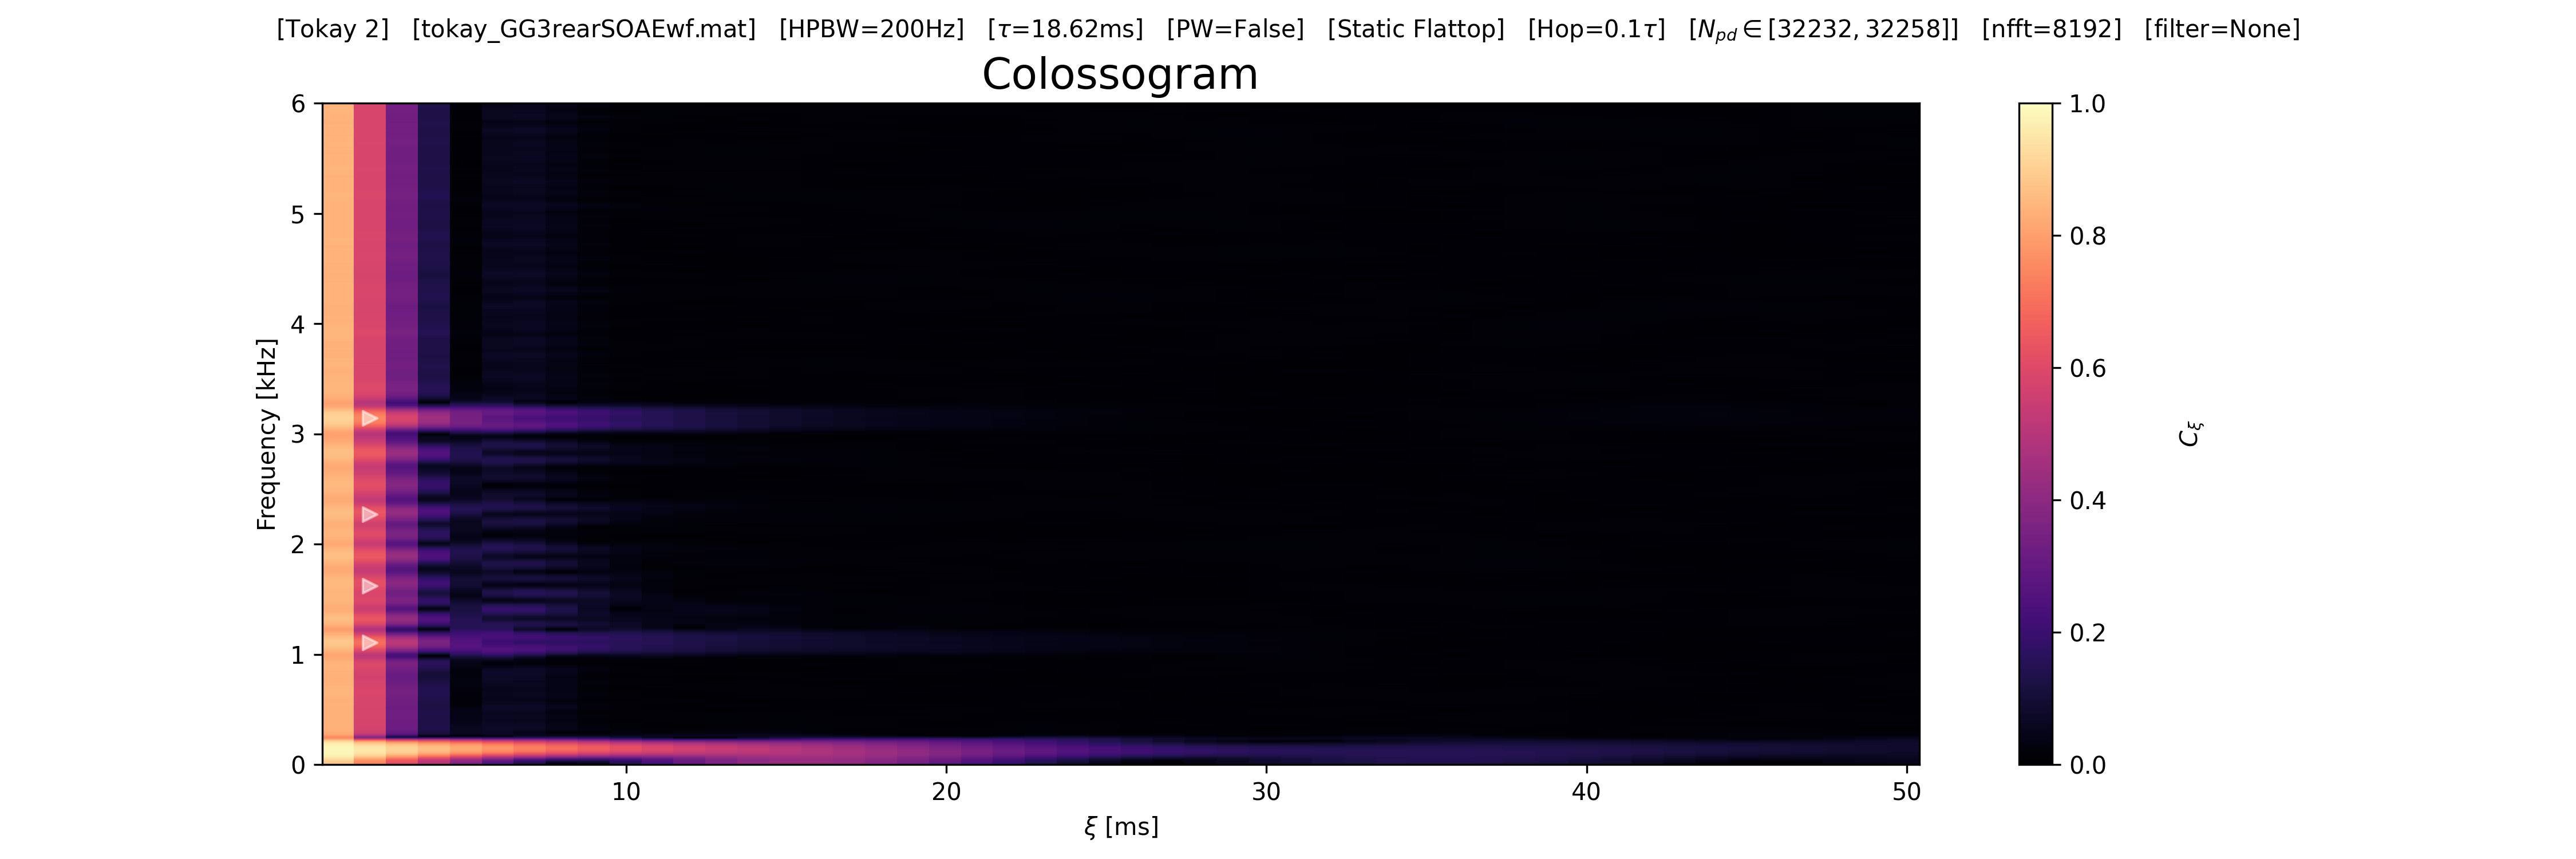 [Tokay 2] [tokay_GG3rearSOAEwf.mat] [HPBW=200Hz] [τ=18.62ms] [PW=False] [Static Flattop] [Hop=0.1τ] [N_pd ∈ [32232, 32258]] [nfft=8192] [filter=None]
Colossogram
Frequency [kHz]
6
5
4
3
2
1
0
10 20 30 40 50
ξ [ms]
1.0
0.8
0.6
0.4
0.2
0.0
C_ξ